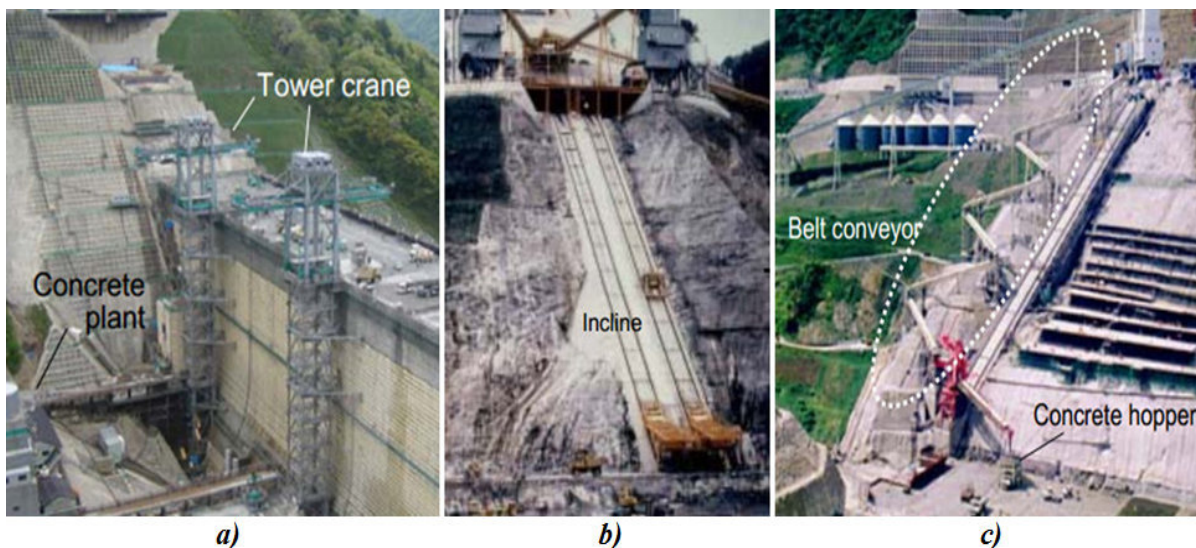 Tower crane
Concrete
plant
Incline
Belt conveyor
Concrete hopper
a)
b)
c)